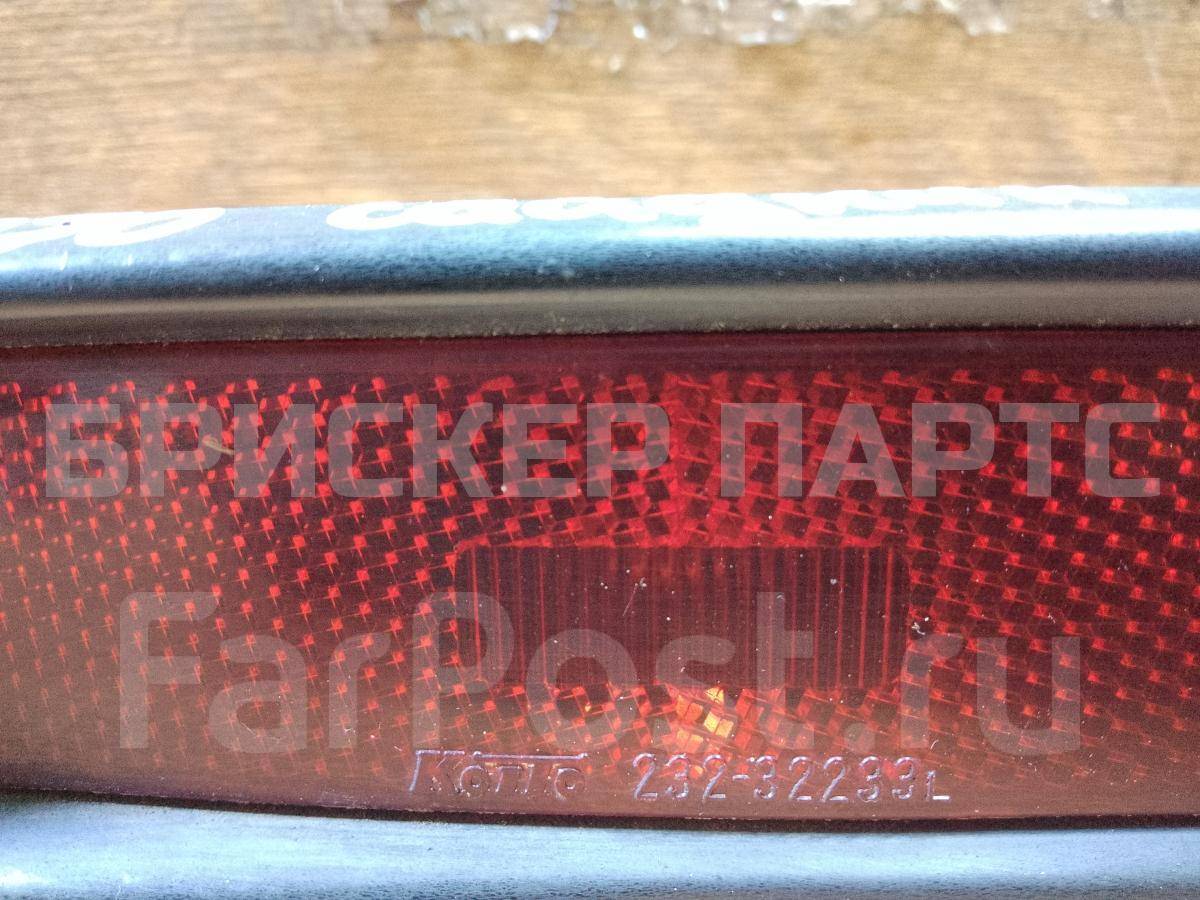 БРИСКЕР ПАРТС
FarPost.ru
KOITO 232-32233L